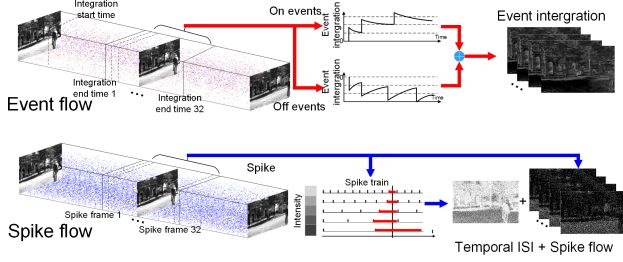 Integration
start time
On events
Event
intergration
Time
Event intergration
Integration
end time 1
Integration
end time 32
Event flow
Off events
Event
intergration
Time
Spike
Spike train
Intensity
Spike frame 1
Spike frame 32
Spike flow
+
Temporal ISI + Spike flow